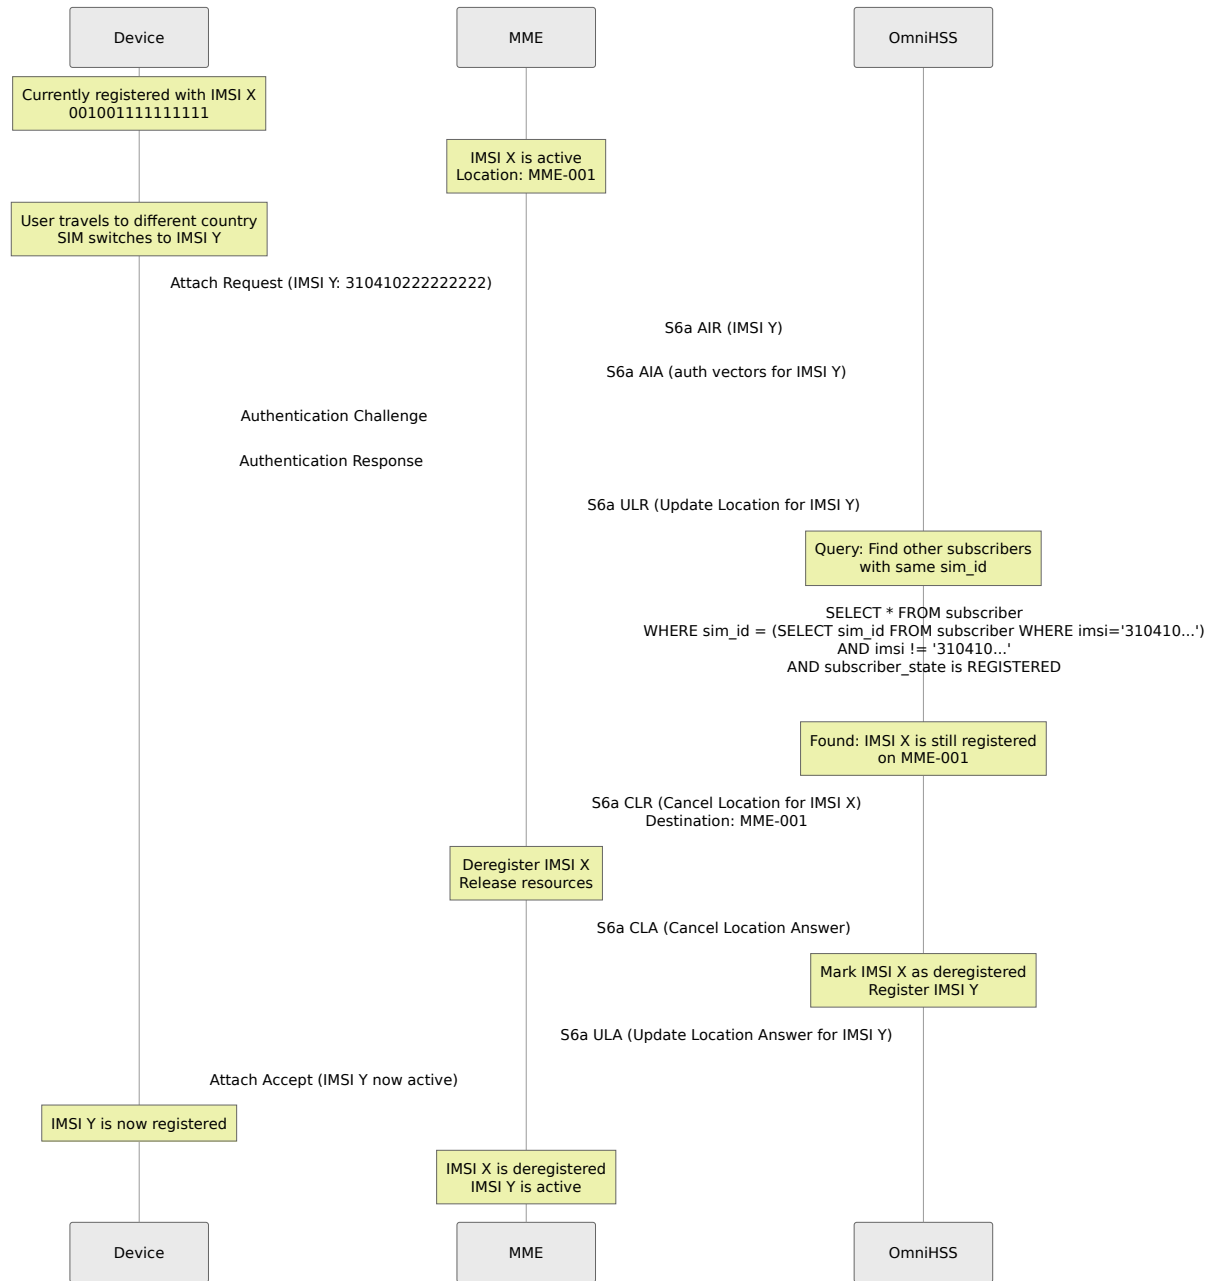 Device
MME
OmniHSS
Currently registered with IMSI X
001001111111111
IMSI X is active
Location: MME-001
User travels to different country
SIM switches to IMSI Y
Attach Request (IMSI Y: 310410222222222)
S6a AIR (IMSI Y)
S6a AIA (auth vectors for IMSI Y)
Authentication Challenge
Authentication Response
S6a ULR (Update Location for IMSI Y)
Query: Find other subscribers
with same sim_id
SELECT * FROM subscriber
WHERE sim_id = (SELECT sim_id FROM subscriber WHERE imsi='310410...')
AND imsi != '310410...'
AND subscriber_state is REGISTERED
Found: IMSI X is still registered
on MME-001
S6a CLR (Cancel Location for IMSI X)
Destination: MME-001
Deregister IMSI X
Release resources
S6a CLA (Cancel Location Answer)
Mark IMSI X as deregistered
Register IMSI Y
S6a ULA (Update Location Answer for IMSI Y)
Attach Accept (IMSI Y now active)
IMSI Y is now registered
IMSI X is deregistered
IMSI Y is active
Device
MME
OmniHSS